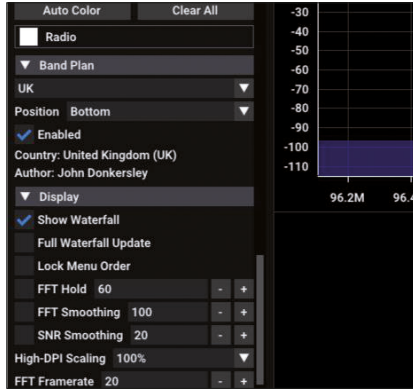 Auto Color Clear All
Radio
Band Plan
UK
Position Bottom
Enabled
Country: United Kingdom (UK)
Author: John Donkersley
Display
Show Waterfall
Full Waterfall Update
Lock Menu Order
FFT Hold 60 - +
FFT Smoothing 100 - +
SNR Smoothing 20 - +
High-DPI Scaling 100%
FFT Framerate 20 - +
-30
-40
-50
-60
-70
-80
-90
-100
-110
96.2M 96.4